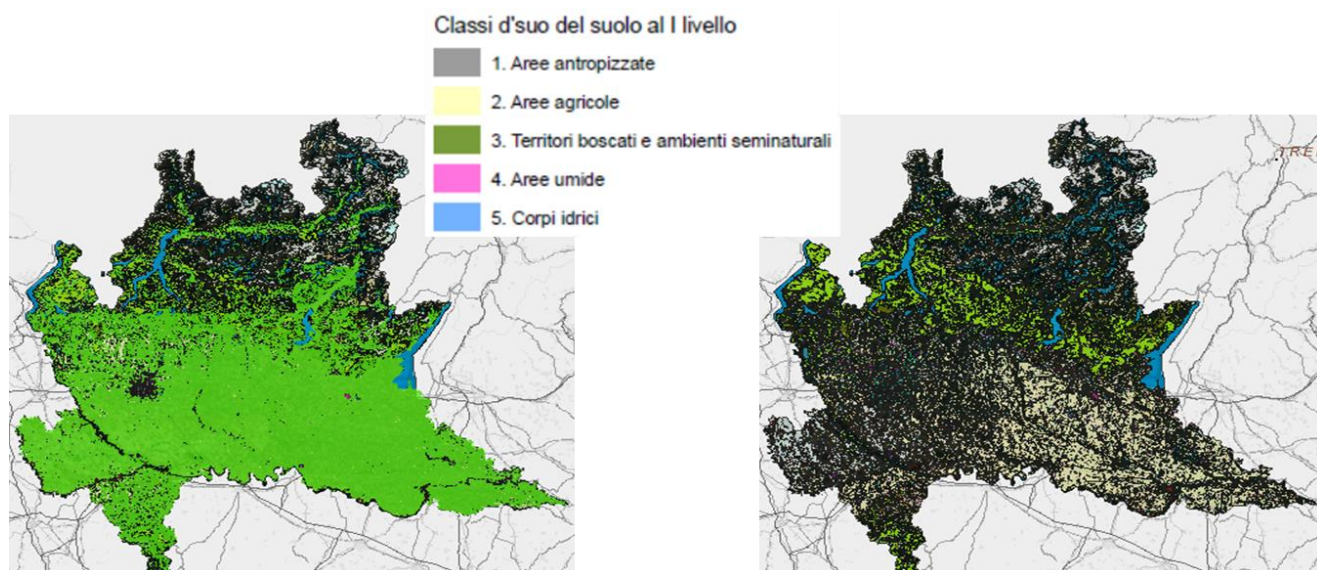 Classi d'suo del suolo al I livello
1. Aree antropizzate
2. Aree agricole
3. Territori boscati e ambienti seminaturali
4. Aree umide
5. Corpi idrici